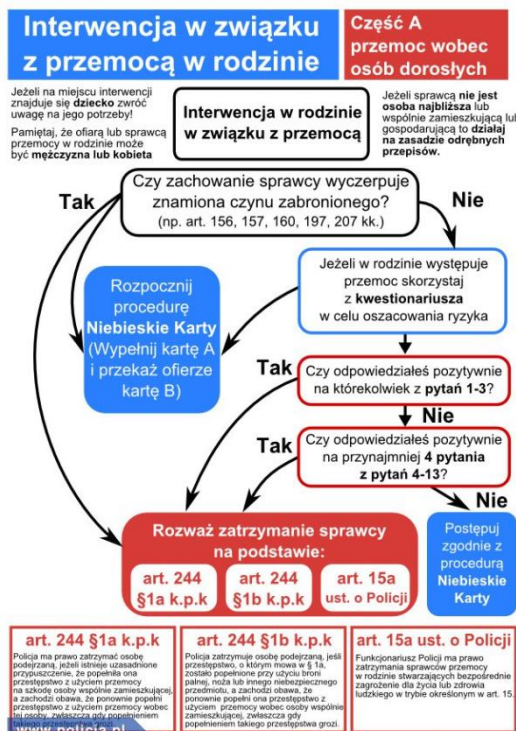 Interwencja w związku
z przemocą w rodzinie
Część A
przemoc wobec
osób dorosłych
Jeżeli na miejscu interwencji
znajduje się dziecko zwróć
uwagę na jego potrzeby!
Pamiętaj, że ofiarą lub sprawcą
przemocy w rodzinie może
być mężczyzna lub kobieta
Interwencja w rodzinie
w związku z przemocą
Jeżeli sprawcą nie jest
osoba najbliższa lub
wspólnie zamieszkującą lub
gospodarującą to działaj
na zasadzie odrębnych
przepisów.
Czy zachowanie sprawcy wyczerpuje
znamiona czynu zabronionego?
(np. art. 156, 157, 160, 197, 207 kk.)
Tak
Nie
Rozpocznij
procedurę
Niebieskie Karty
(Wypełnij kartę A
i przekaż ofierze
kartę B)
Jeżeli w rodzinie występuje
przemoc skorzystaj
z kwestionariusza
w celu oszacowania ryzyka
Tak
Czy odpowiedziałeś pozytywnie
na którekolwiek z pytań 1-3?
Nie
Tak
Czy odpowiedziałeś pozytywnie
na przynajmniej 4 pytania
z pytań 4-13?
Nie
Rozważ zatrzymanie sprawcy
na podstawie:
art. 244
§1a k.p.k
art. 244
§1b k.p.k
art. 15a
ust. o Policji
Postępuj
zgodnie z
procedurą
Niebieskie
Karty
art. 244 §1a k.p.k
Policja ma prawo zatrzymać osobę
podejrzaną, jeżeli istnieje uzasadnione
przypuszczenie, że popełniła ona
przestępstwo z użyciem przemocy
na szkodę osoby wspólnie zamieszkującej,
a zachodzi obawa, że ponownie popełni
przestępstwo z użyciem przemocy wobec
tej osoby, zwłaszcza gdy popełnieniem
takiego przestępstwa grozi.
art. 244 §1b k.p.k
Policja zatrzymuje osobę podejrzaną, jeśli
przestępstwo, o którym mowa w § 1a,
zostało popełnione przy użyciu broni
palnej, noża lub innego niebezpiecznego
przedmiotu, a zachodzi obawa, że
ponownie popełni ona przestępstwo z
użyciem przemocy wobec osoby wspólnie
zamieszkującej, zwłaszcza gdy
popełnieniem takiego przestępstwa grozi.
art. 15a ust. o Policji
Funkcjonariusz Policji ma prawo
zatrzymania sprawców przemocy
w rodzinie stwarzających bezpośrednie
zagrożenie dla życia lub zdrowia
ludzkiego w trybie określonym w art. 15.
www.policja.pl